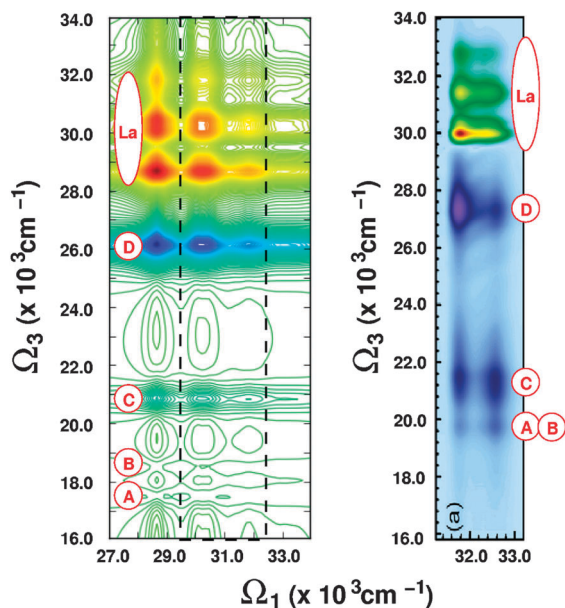 34.0
32.0
30.0
28.0
26.0
24.0
22.0
20.0
18.0
16.0
Ω₃ (x 10³cm⁻¹)
La
D
C
B
A
27.0 29.0 31.0 33.0
34.0
32.0
30.0
28.0
26.0
24.0
22.0
20.0
18.0
16.0
Ω₃ (x 10³cm⁻¹)
La
D
C
A B
(a)
32.0 33.0
Ω₁ (x 10³cm⁻¹)